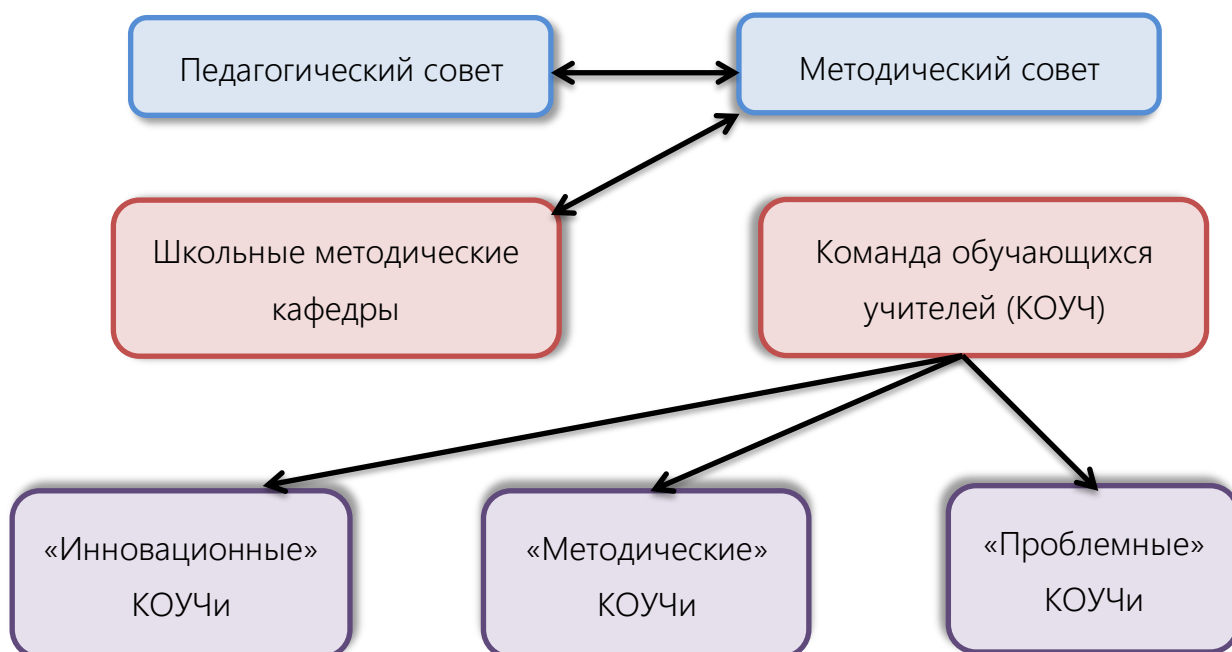 Педагогический совет
Методический совет
Школьные методические
кафедры
Команда обучающихся
учителей (КОУЧ)
«Инновационные»
КОУЧи
«Методические»
КОУЧи
«Проблемные»
КОУЧи